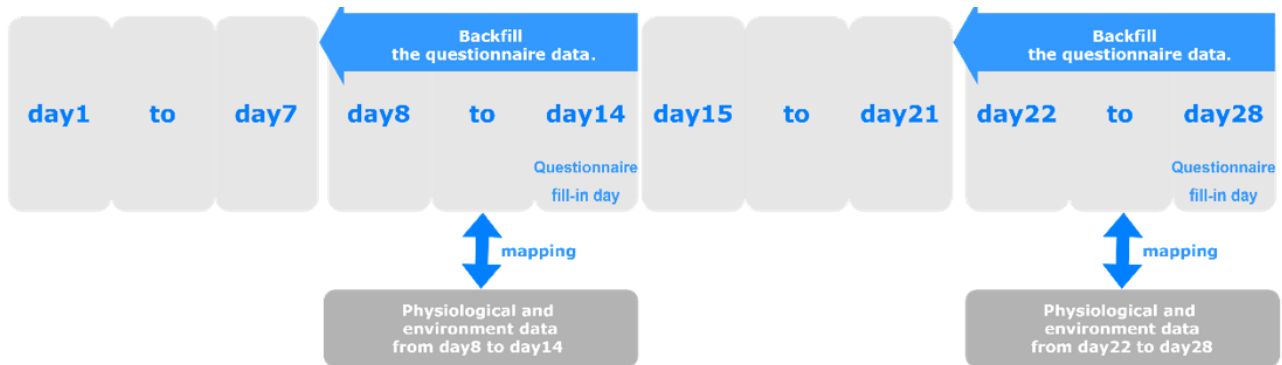 Backfill
the questionnaire data.
Backfill
the questionnaire data.
day1 to day7 day8 to day14 day15 to day21 day22 to day28
Questionnaire
fill-in day
Questionnaire
fill-in day
mapping
mapping
Physiological and
environment data
from day8 to day14
Physiological and
environment data
from day22 to day28